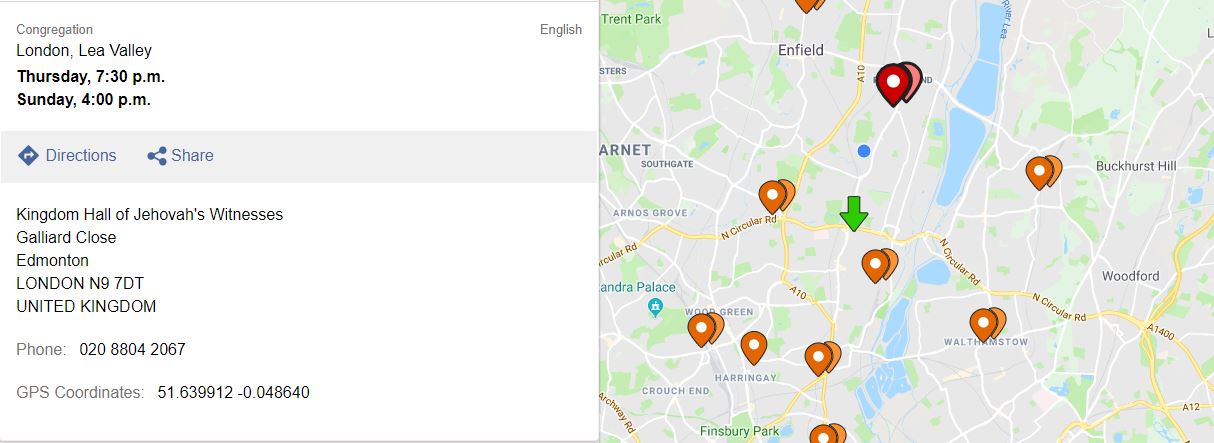 Congregation
English
London, Lea Valley
Thursday, 7:30 p.m.
Sunday, 4:00 p.m.
Directions
Share
Kingdom Hall of Jehovah's Witnesses
Galliard Close
Edmonton
LONDON N9 7DT
UNITED KINGDOM
Phone: 020 8804 2067
GPS Coordinates: 51.639912 -0.048640
Trent Park
River Lea
Enfield
STERS
A10
ARNET
SOUTHGATE
Buckhurst Hill
ARNOS GROVE
N Circular Rd
rcular Rd
N Circular Rd
Woodford
andra Palace
A10
N Circular Rd
WOOD GREEN
A1400
WALTHAMSTOW
HARRINGAY
CROUCH END
Archway Rd
A12
Finsbury Park